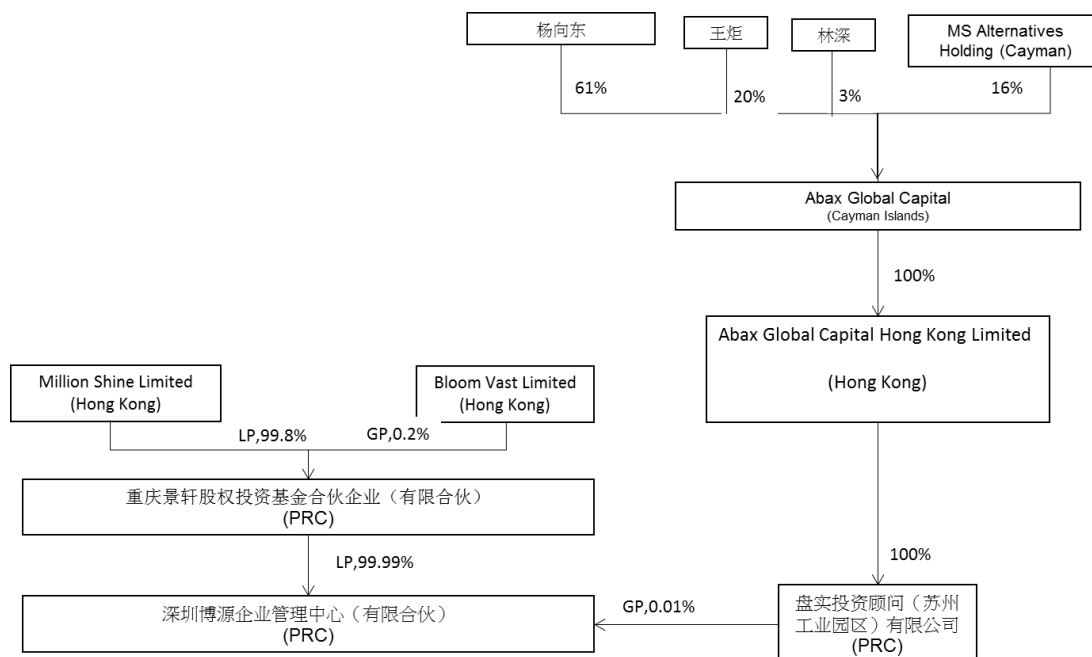 杨向东
王炬
林深
MS Alternatives
Holding (Cayman)
61%
20%
3%
16%
Abax Global Capital
(Cayman Islands)
100%
Abax Global Capital Hong Kong Limited
(Hong Kong)
Million Shine Limited
(Hong Kong)
Bloom Vast Limited
(Hong Kong)
LP,99.8%
GP,0.2%
重庆景轩股权投资基金合伙企业（有限合伙）
(PRC)
LP,99.99%
100%
深圳博源企业管理中心（有限合伙）
(PRC)
GP,0.01%
盘实投资顾问（苏州
工业园区）有限公司
(PRC)